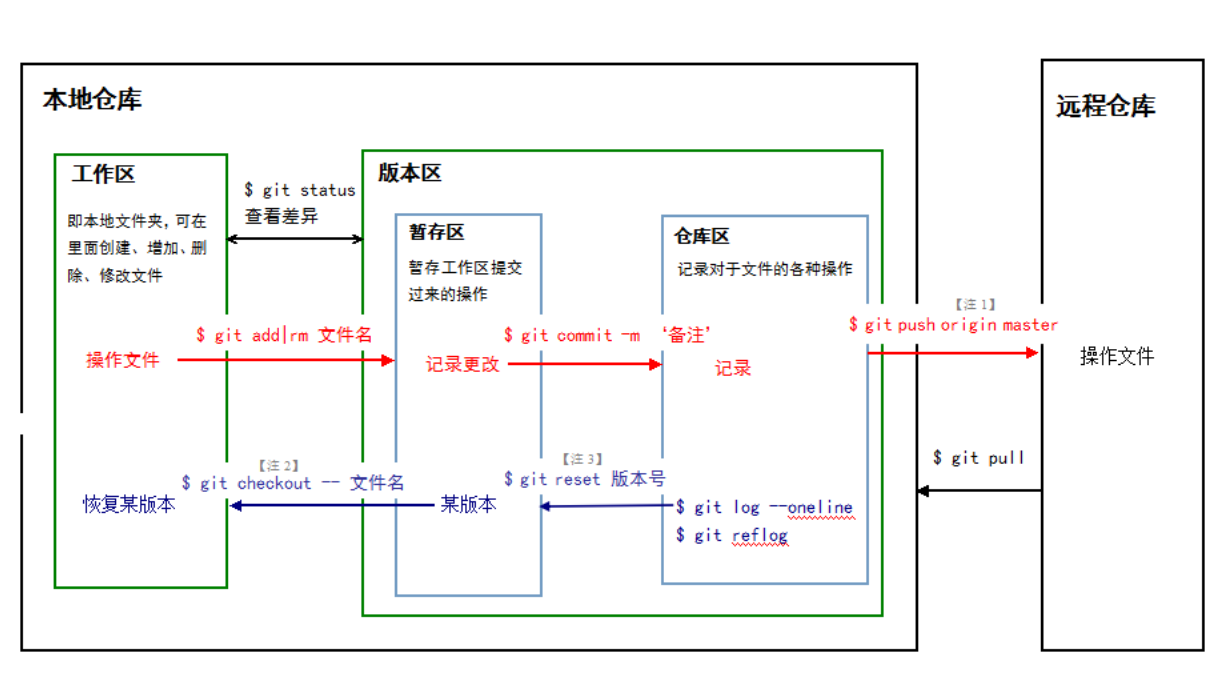 本地仓库
远程仓库
工作区
即本地文件夹，可在
里面创建、增加、删
除、修改文件
$ git status
查看差异
版本区
暂存区
暂存工作区提交
过来的操作
仓库区
记录对于文件的各种操作
【注 1】
$ git push origin master
$ git add|rm 文件名
$ git commit -m ‘备注’
操作文件
记录更改
记录
操作文件
$ git pull
【注 2】
$ git checkout -- 文件名
【注 3】
$ git reset 版本号
恢复某版本
某版本
$ git log --oneline
$ git reflog